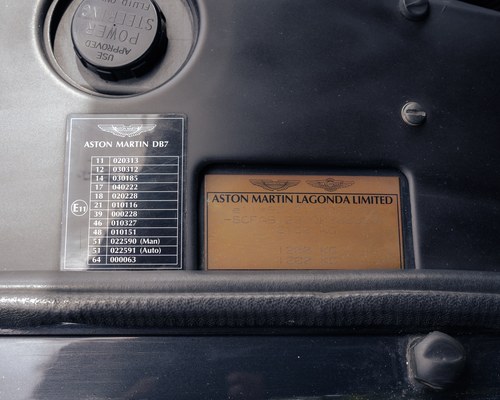 POWER
STEERING
FLUID ONLY
USE
APPROVED
ASTON MARTIN DB7
11 020313
12 030312
14 030185
17 040222
18 020228
21 010116
39 000228
46 010327
48 010151
51 022590 (Man)
51 022591 (Auto)
64 000063
E11
ASTON MARTIN LAGONDA LIMITED